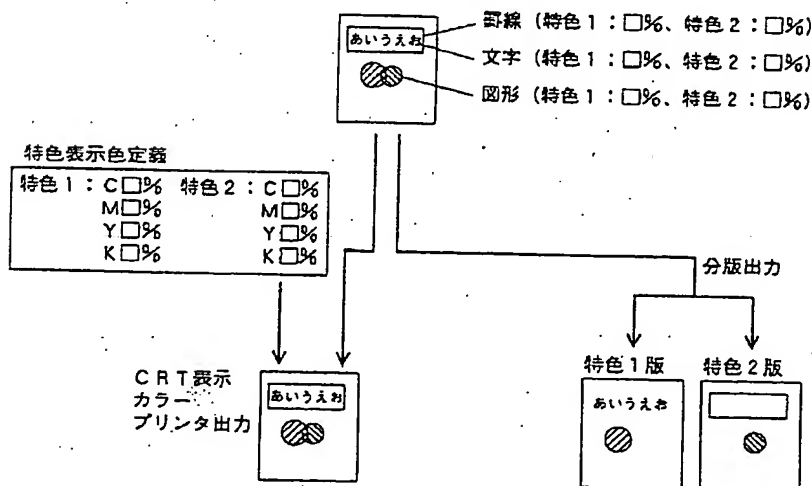 あいうえお
罫線 (特色1:□%、特色2:□%)
文字 (特色1:□%、特色2:□%)
図形 (特色1:□%、特色2:□%)
特色表示色定義
特色1:C□% 特色2:C□%
M□% M□%
Y□% Y□%
K□% K□%
分版出力
CRT表示
カラー
プリンタ出力
あいうえお
特色1版 特色2版
あいうえお